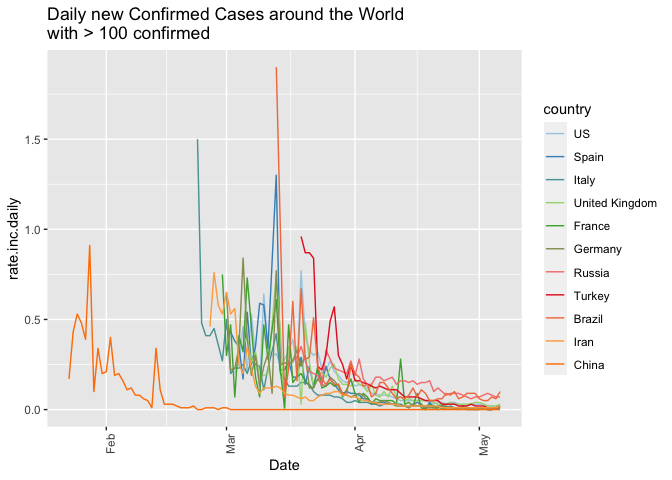 Daily new Confirmed Cases around the World
with > 100 confirmed
rate.inc.daily
1.5
1.0
0.5
0.0
Feb
Mar
Apr
May
Date
country
US
Spain
Italy
United Kingdom
France
Germany
Russia
Turkey
Brazil
Iran
China